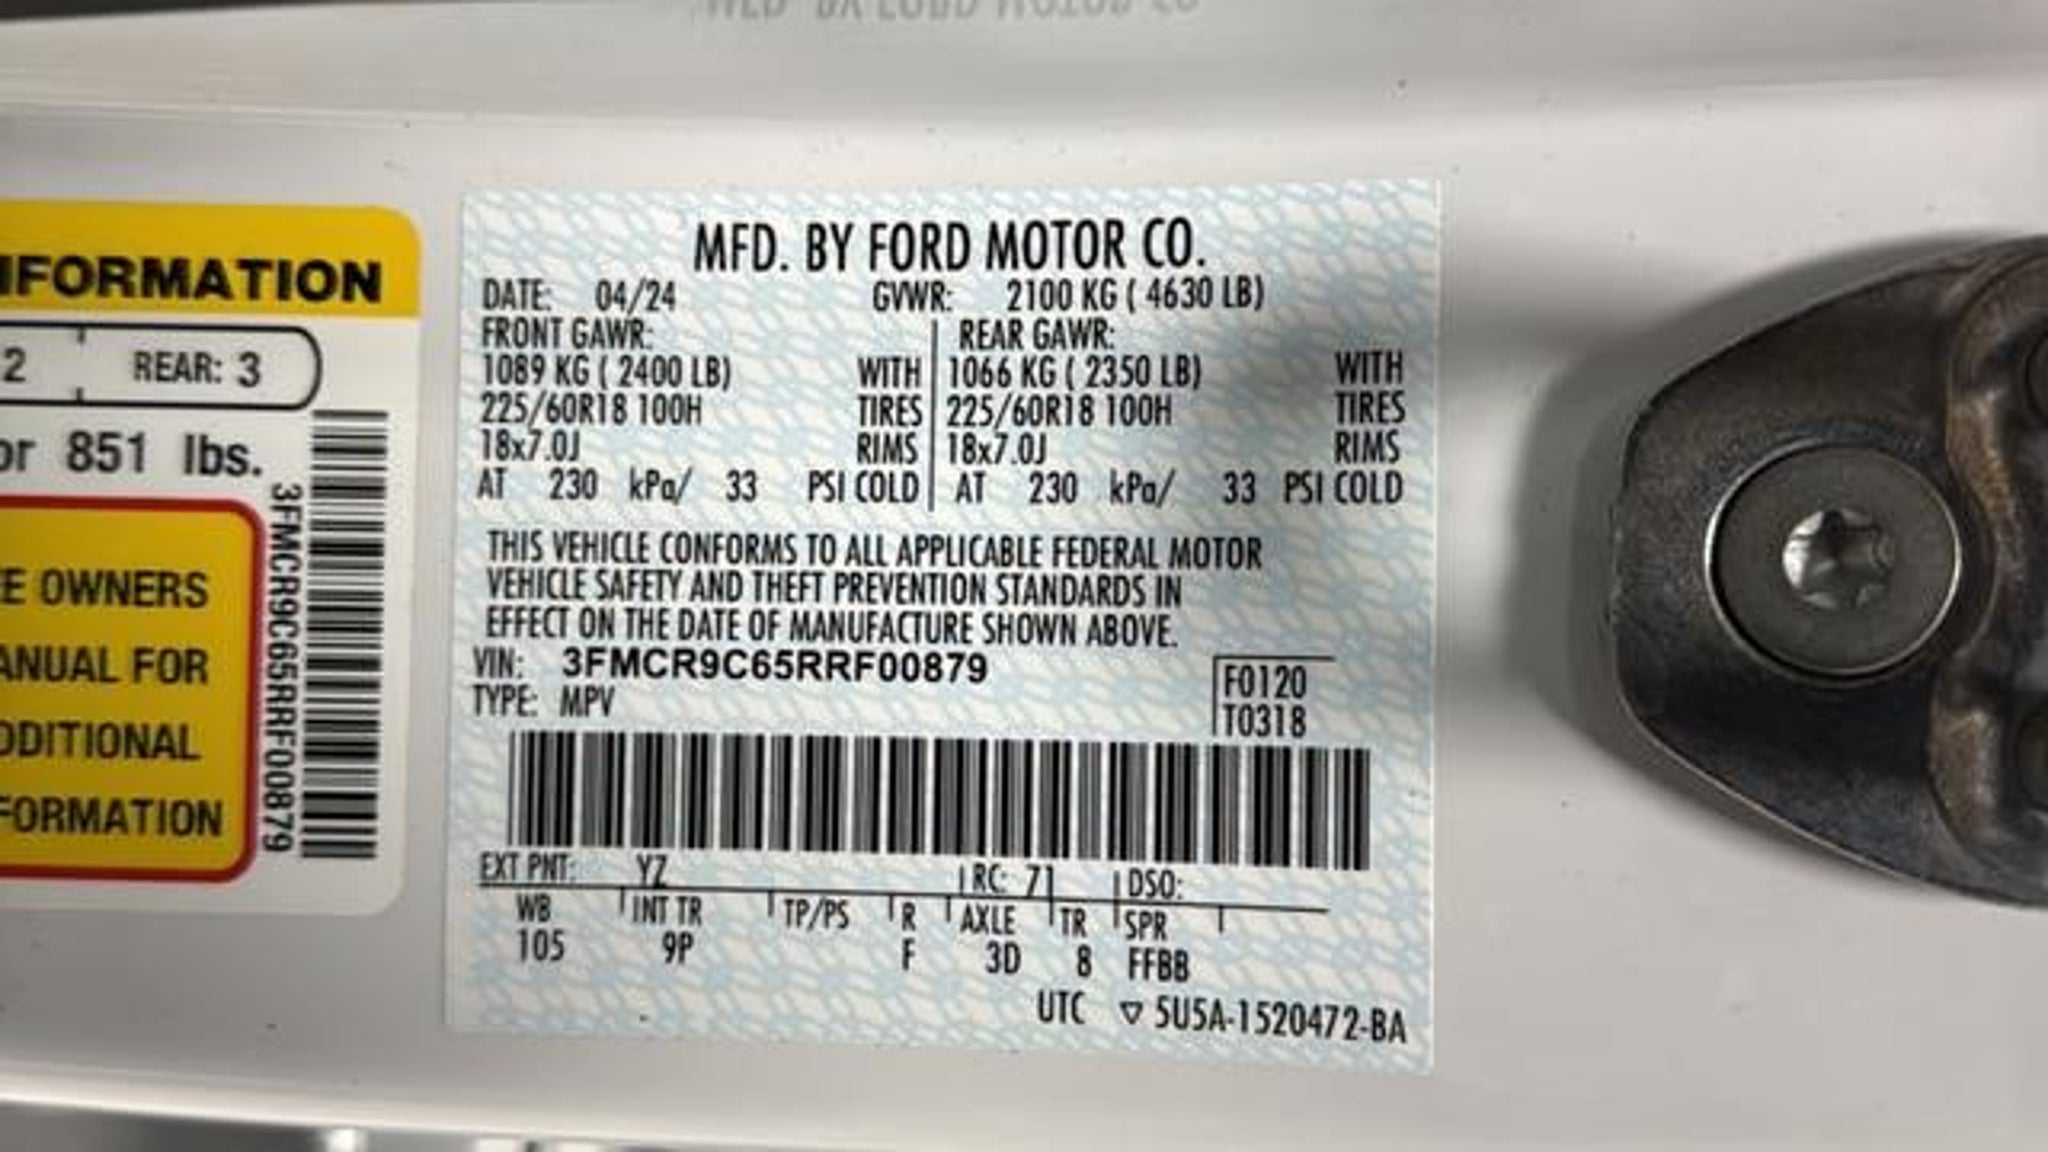 NFORMATION
2 REAR: 3
or 851 lbs.
E OWNERS
ANUAL FOR
DDITIONAL
FORMATION
3FMCR9C65RRF00879
MFD. BY FORD MOTOR CO.
DATE: 04/24 GVWR: 2100 KG ( 4630 LB)
FRONT GAWR: REAR GAWR:
1089 KG ( 2400 LB) WITH 1066 KG ( 2350 LB) WITH
225/60R18 100H TIRES 225/60R18 100H TIRES
18x7.0J RIMS 18x7.0J RIMS
AT 230 kPa/ 33 PSI COLD AT 230 kPa/ 33 PSI COLD
THIS VEHICLE CONFORMS TO ALL APPLICABLE FEDERAL MOTOR
VEHICLE SAFETY AND THEFT PREVENTION STANDARDS IN
EFFECT ON THE DATE OF MANUFACTURE SHOWN ABOVE.
VIN: 3FMCR9C65RRF00879
TYPE: MPV
F0120
T0318
EXT PNT: YZ RC: 71 DSO:
WB INT TR TP/PS R AXLE TR SPR
105 9P F 3D 8 FFBB
UTC ▽ 5U5A-1520472-BA